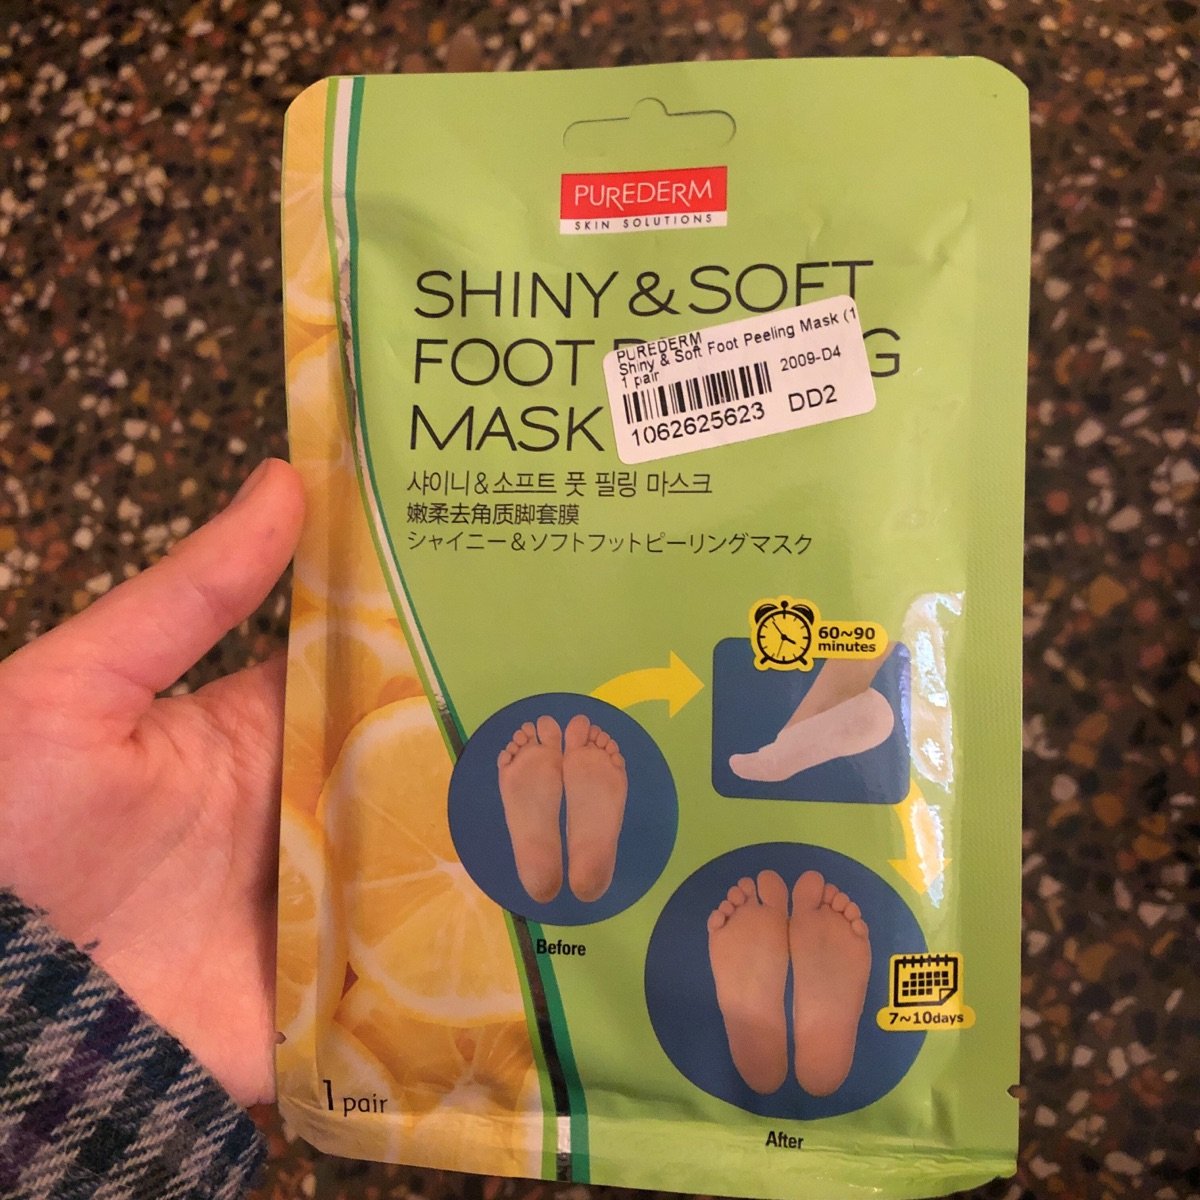 PUREDERM
SKIN SOLUTIONS
SHINY & SOFT
FOOT
MASK
PUREDERM
Shiny & Soft Foot Peeling Mask (1
1 pair
2009-D4
1062625623
DD2
샤이니&소프트 풋 필링 마스크
嫩柔去角质脚套膜
シャイニー&ソフトフットピーリングマスク
60~90
minutes
Before
7~10days
After
1 pair